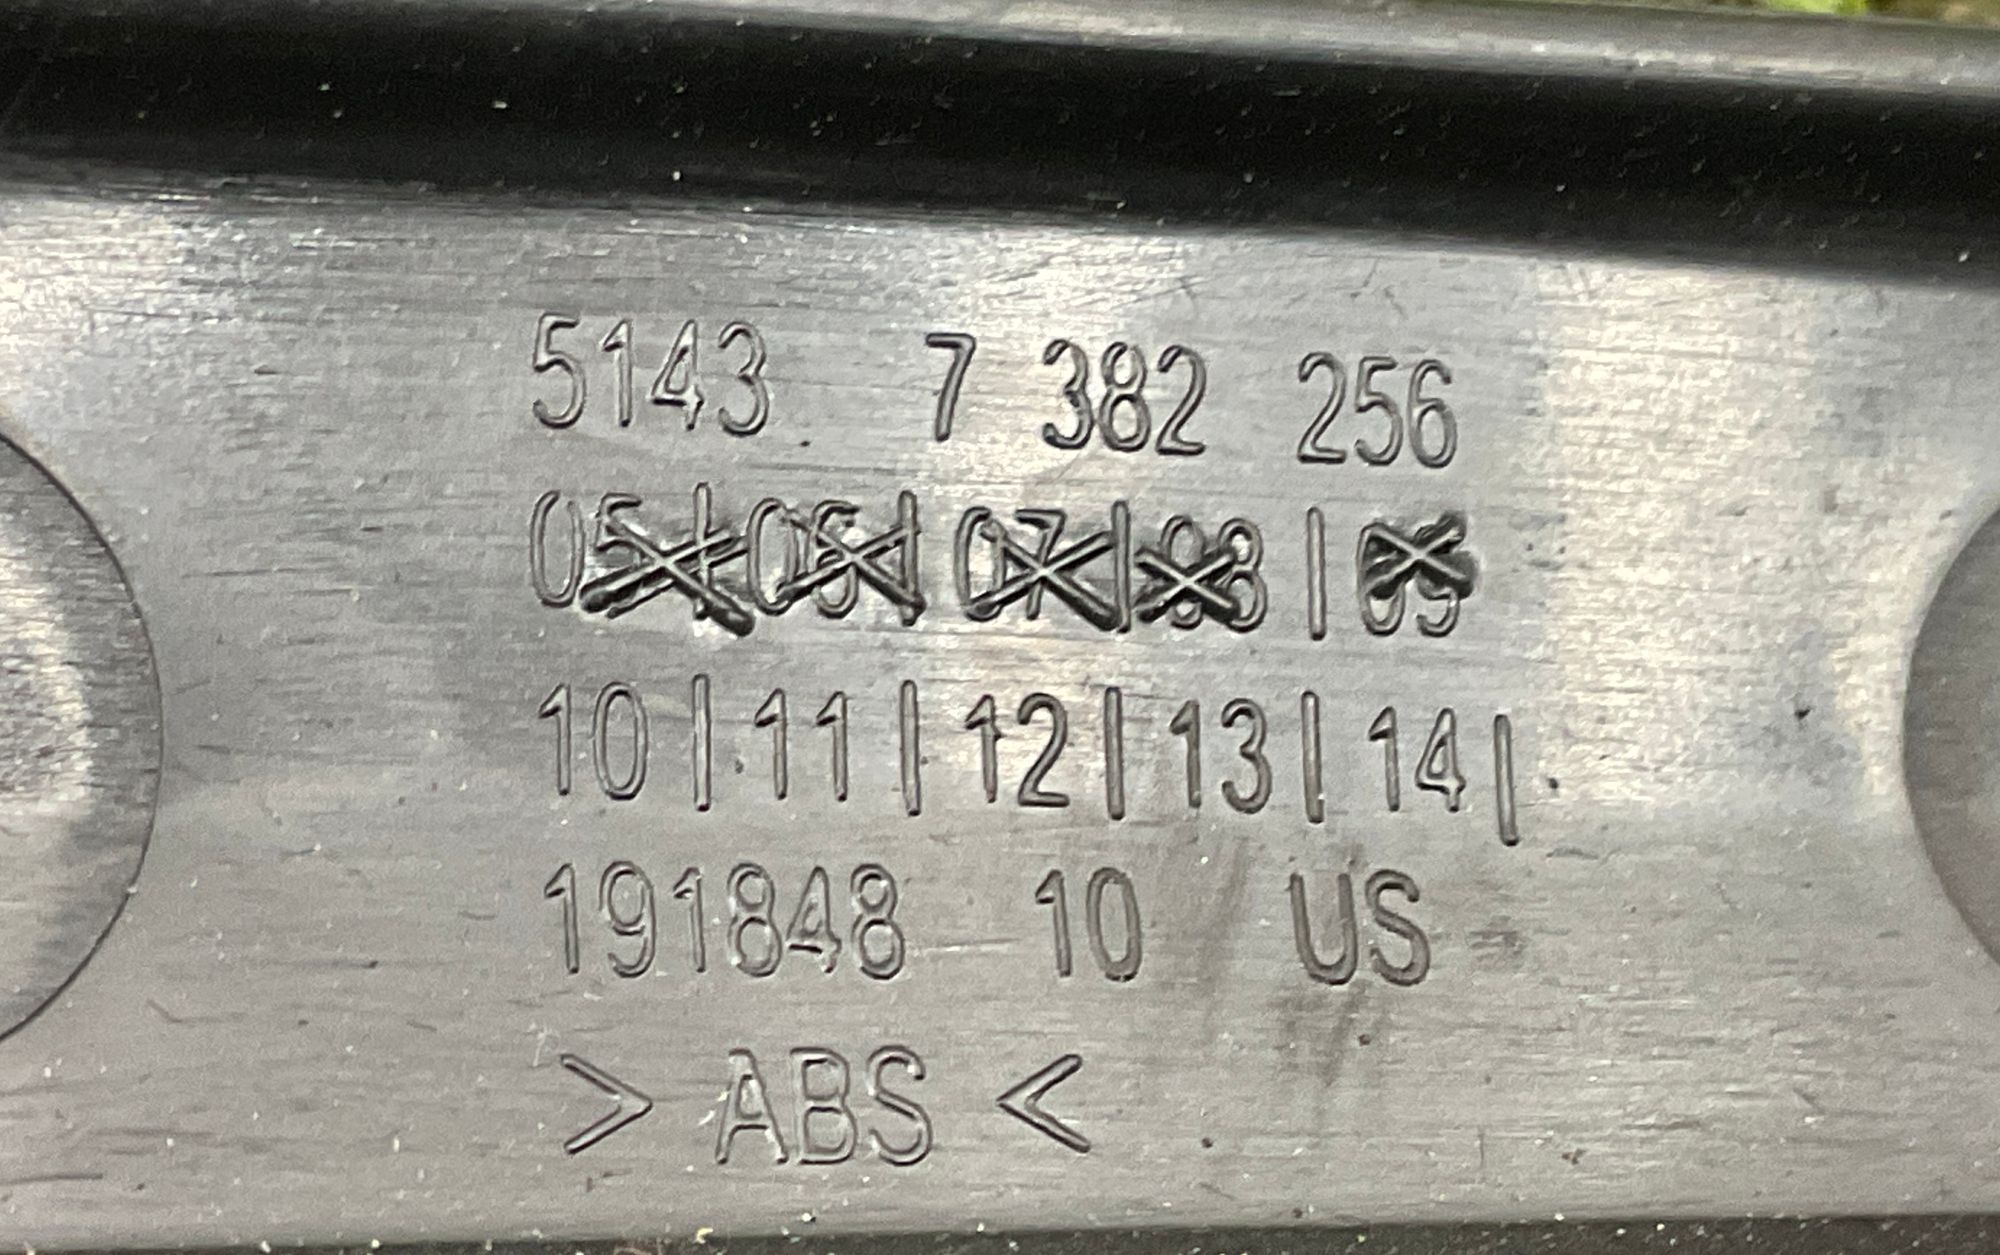 5143 7 382 256
05 | 06 | 07 | 08 | 09
10 | 11 | 12 | 13 | 14 |
191848 10 US
> ABS <